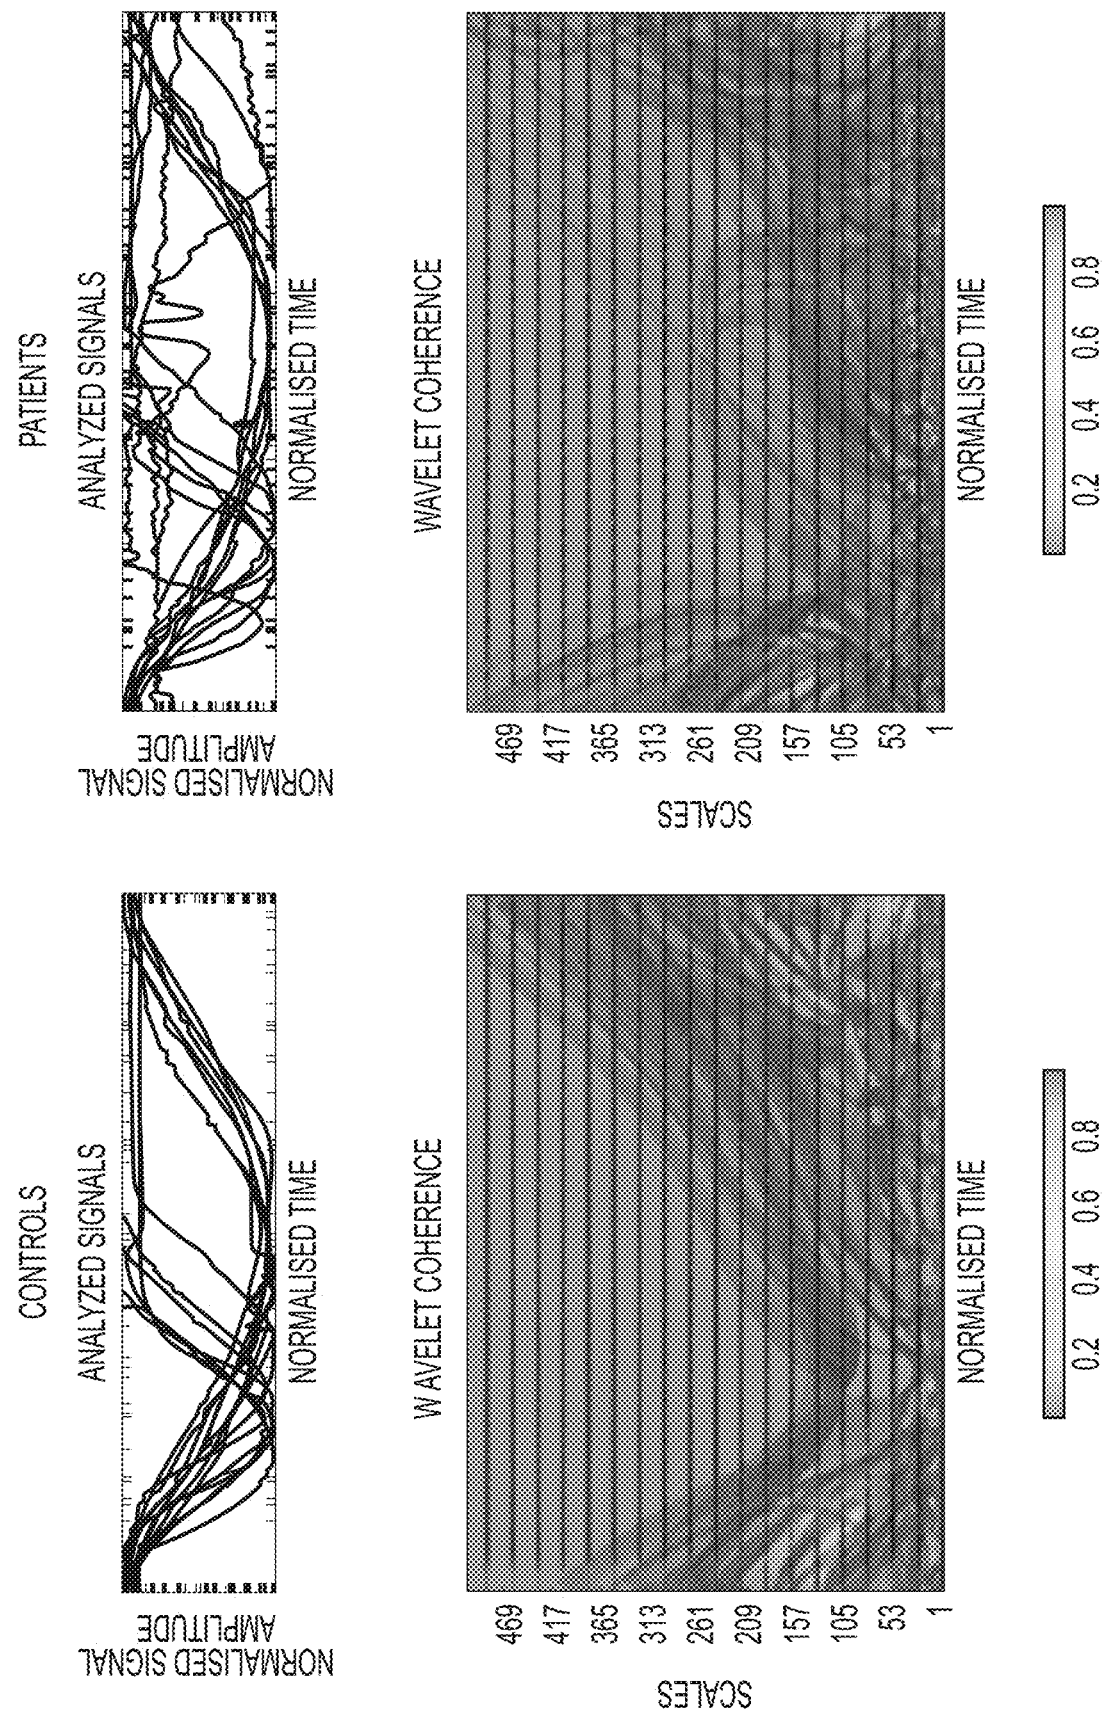 CONTROLS
ANALYZED SIGNALS
NORMALISED SIGNAL
AMPLITUDE
NORMALISED TIME
WAVELET COHERENCE
SCALES
469
417
365
313
261
209
157
105
53
1
NORMALISED TIME
0.2 0.4 0.6 0.8
PATIENTS
ANALYZED SIGNALS
NORMALISED SIGNAL
AMPLITUDE
NORMALISED TIME
WAVELET COHERENCE
SCALES
469
417
365
313
261
209
157
105
53
1
NORMALISED TIME
0.2 0.4 0.6 0.8